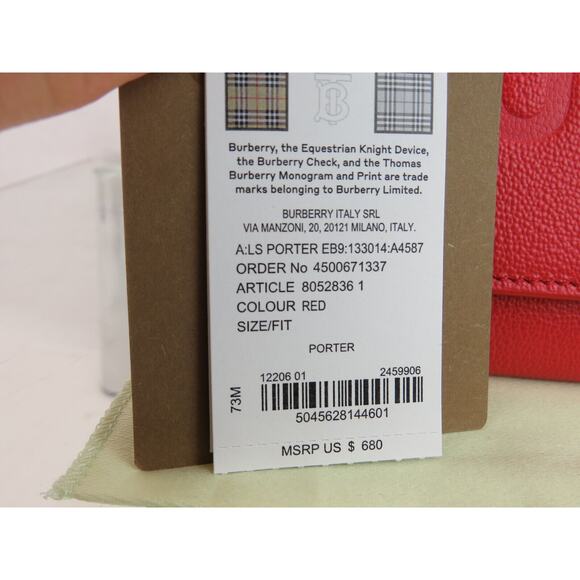 Burberry, the Equestrian Knight Device,
the Burberry Check, and the Thomas
Burberry Monogram and Print are trade
marks belonging to Burberry Limited.
BURBERRY ITALY SRL
VIA MANZONI, 20, 20121 MILANO, ITALY.
A:LS PORTER EB9:133014:A4587
ORDER No 4500671337
ARTICLE 8052836 1
COLOUR RED
SIZE/FIT
PORTER
73M
12206 01 2459906
5045628144601
MSRP US $ 680